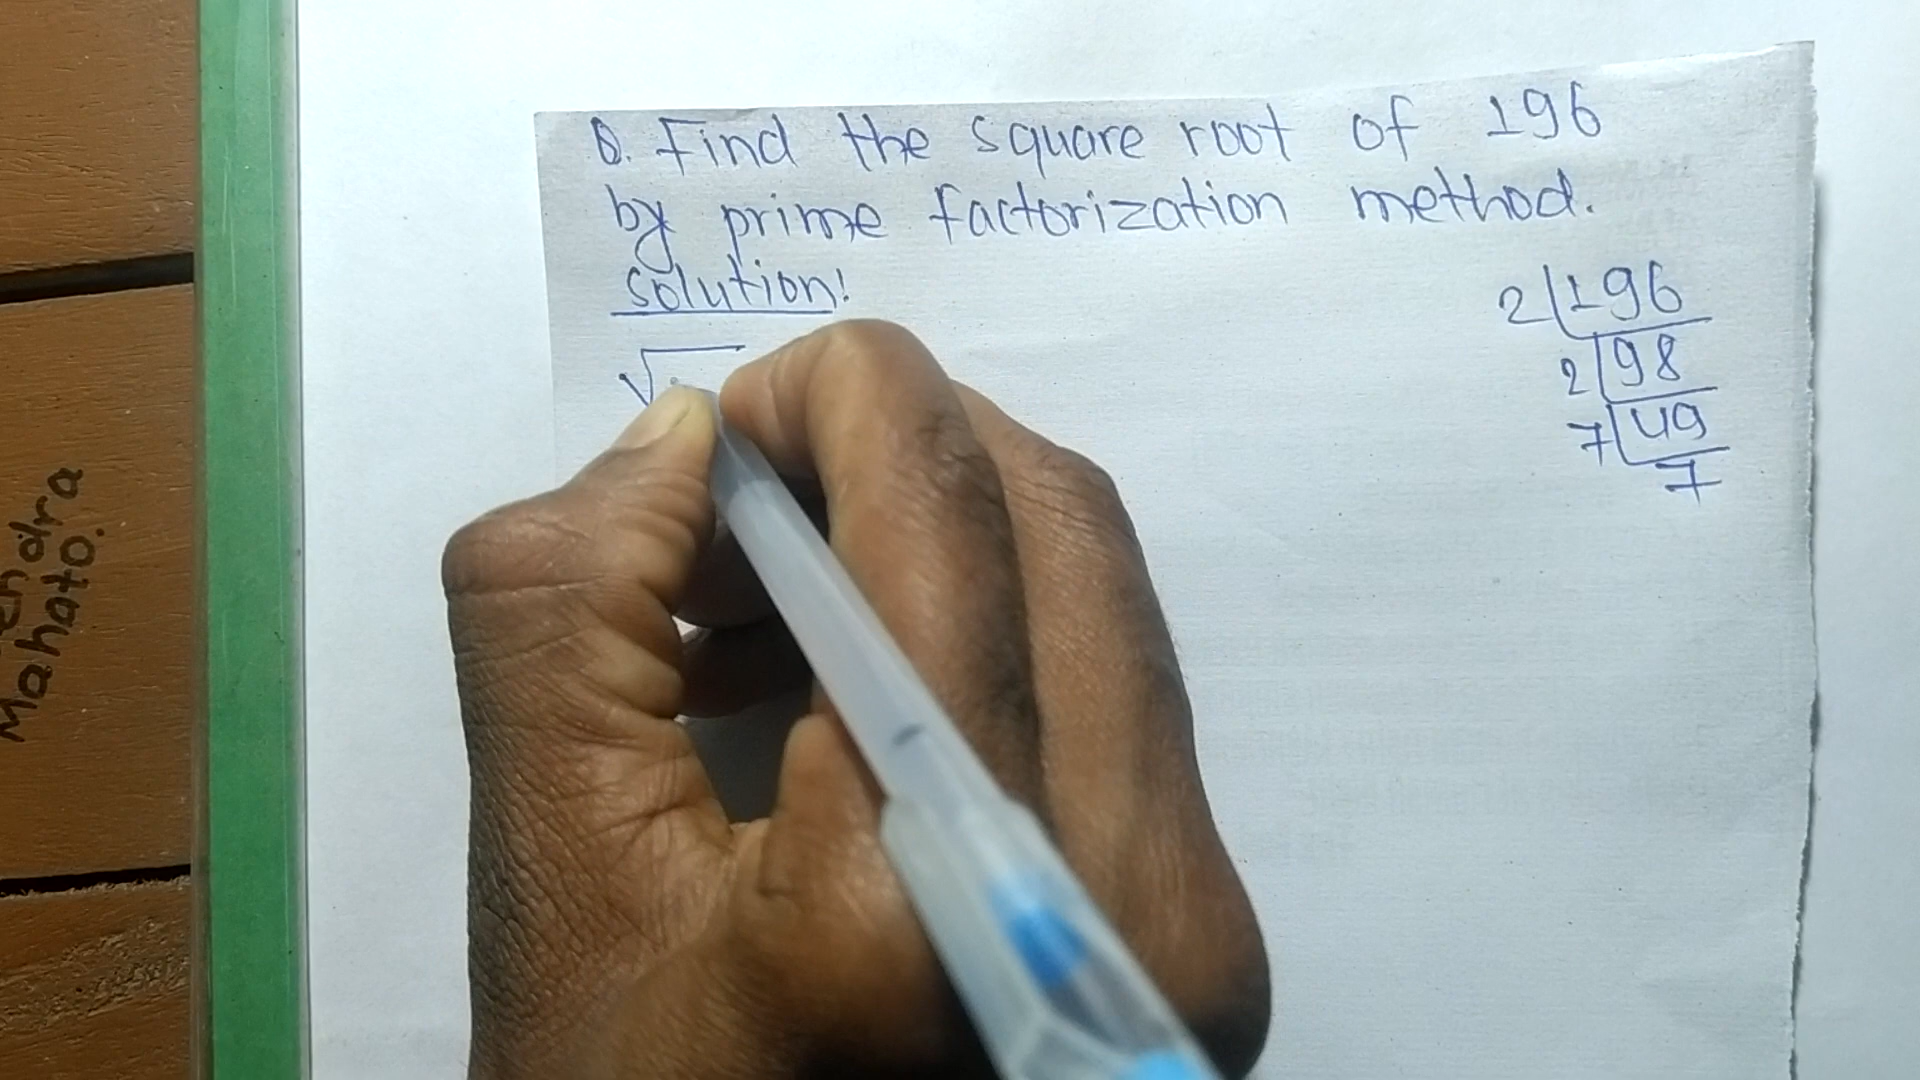 Q. Find the square root of 196
by prime factorization method.
Solution!
√
2 196
2 98
7 49
7
Mahato.